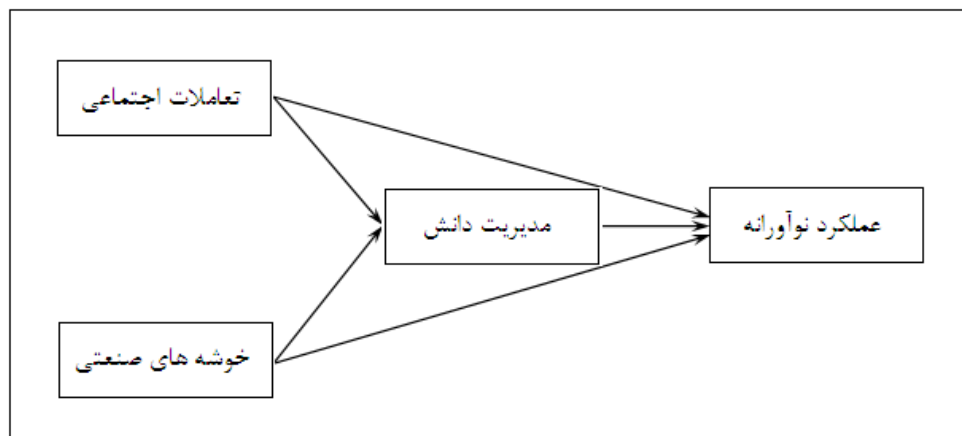 تعاملات اجتماعی
مدیریت دانش
عملکرد نوآورانه
خوشه های صنعتی